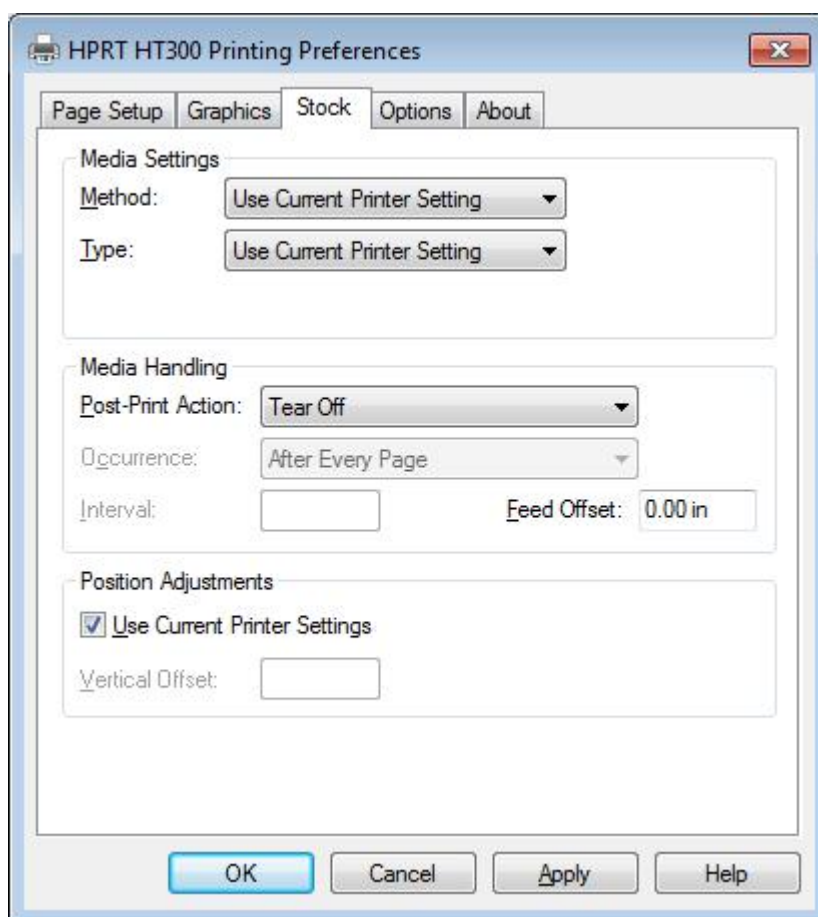 HPRT HT300 Printing Preferences
Page Setup Graphics Stock Options About
Media Settings
Method: Use Current Printer Setting
Type: Use Current Printer Setting
Media Handling
Post-Print Action: Tear Off
Occurrence: After Every Page
Interval: Feed Offset: 0.00 in
Position Adjustments
Use Current Printer Settings
Vertical Offset:
OK Cancel Apply Help